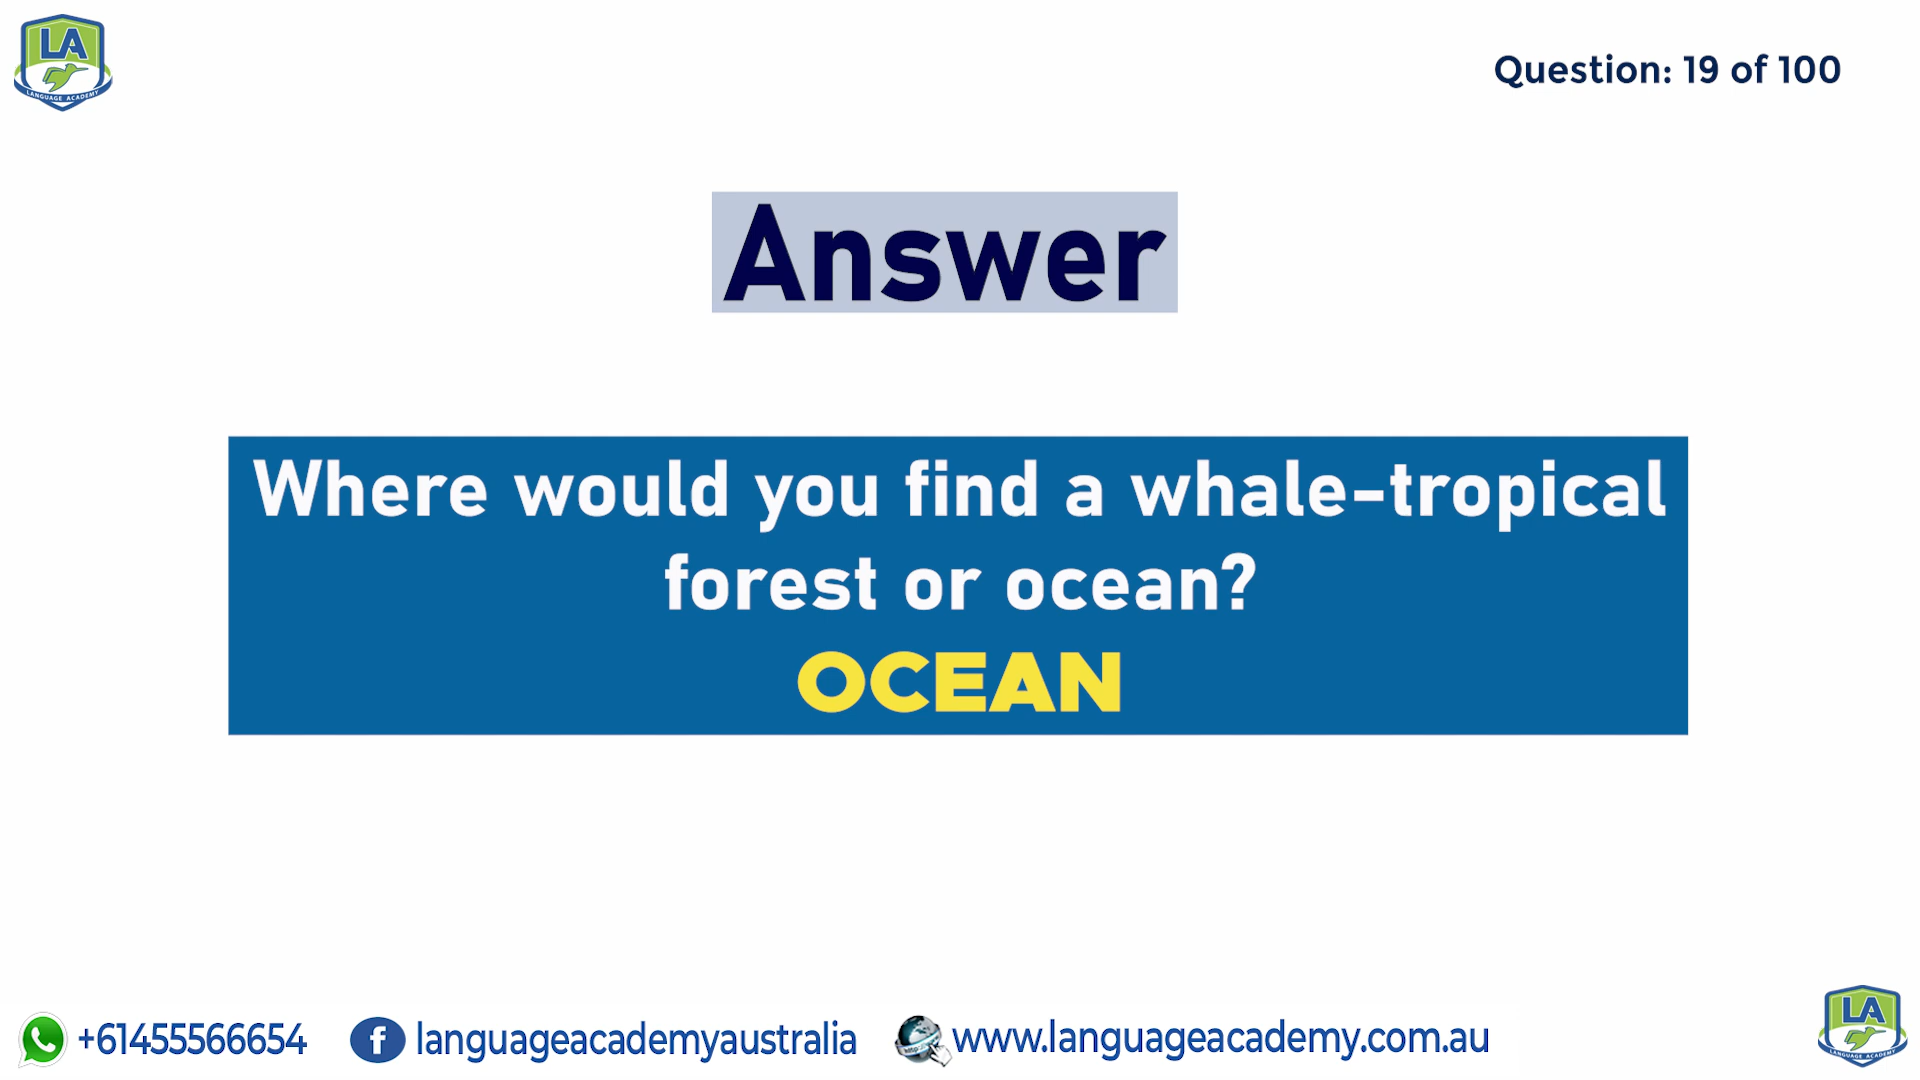 LA
LANGUAGE ACADEMY
Question: 19 of 100
Answer
Where would you find a whale-tropical
forest or ocean?
OCEAN
+61455566654
f languageacademyaustralia
http
www.languageacademy.com.au
LA
LANGUAGE ACADEMY